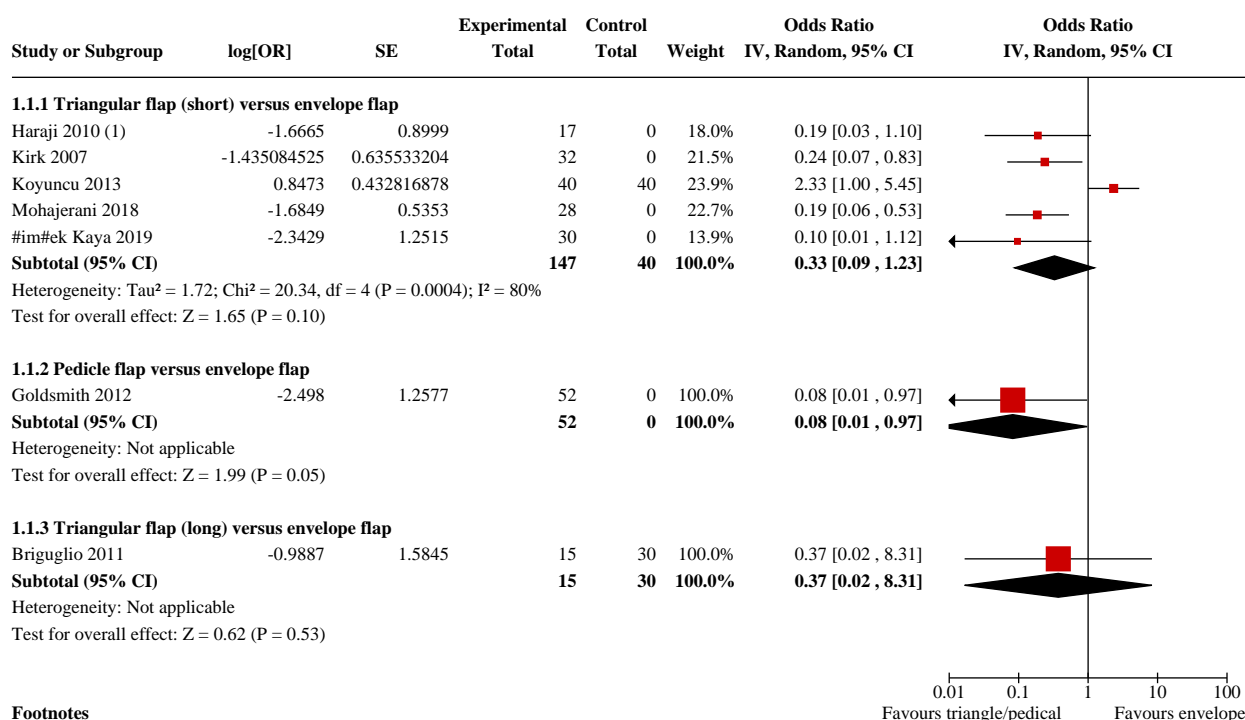 Experimental Control Odds Ratio Odds Ratio
Study or Subgroup log[OR] SE Total Total Weight IV, Random, 95% CI IV, Random, 95% CI
1.1.1 Triangular flap (short) versus envelope flap
Haraji 2010 (1) -1.6665 0.8999 17 0 18.0% 0.19 [0.03 , 1.10]
Kirk 2007 -1.435084525 0.635533204 32 0 21.5% 0.24 [0.07 , 0.83]
Koyuncu 2013 0.8473 0.432816878 40 40 23.9% 2.33 [1.00 , 5.45]
Mohajerani 2018 -1.6849 0.5353 28 0 22.7% 0.19 [0.06 , 0.53]
#im#ek Kaya 2019 -2.3429 1.2515 30 0 13.9% 0.10 [0.01 , 1.12]
Subtotal (95% CI) 147 40 100.0% 0.33 [0.09 , 1.23]
Heterogeneity: Tau² = 1.72; Chi² = 20.34, df = 4 (P = 0.0004); I² = 80%
Test for overall effect: Z = 1.65 (P = 0.10)
1.1.2 Pedicle flap versus envelope flap
Goldsmith 2012 -2.498 1.2577 52 0 100.0% 0.08 [0.01 , 0.97]
Subtotal (95% CI) 52 0 100.0% 0.08 [0.01 , 0.97]
Heterogeneity: Not applicable
Test for overall effect: Z = 1.99 (P = 0.05)
1.1.3 Triangular flap (long) versus envelope flap
Briguglio 2011 -0.9887 1.5845 15 30 100.0% 0.37 [0.02 , 8.31]
Subtotal (95% CI) 15 30 100.0% 0.37 [0.02 , 8.31]
Heterogeneity: Not applicable
Test for overall effect: Z = 0.62 (P = 0.53)
0.01 0.1 1 10 100
Footnotes Favours triangle/pedical Favours envelope